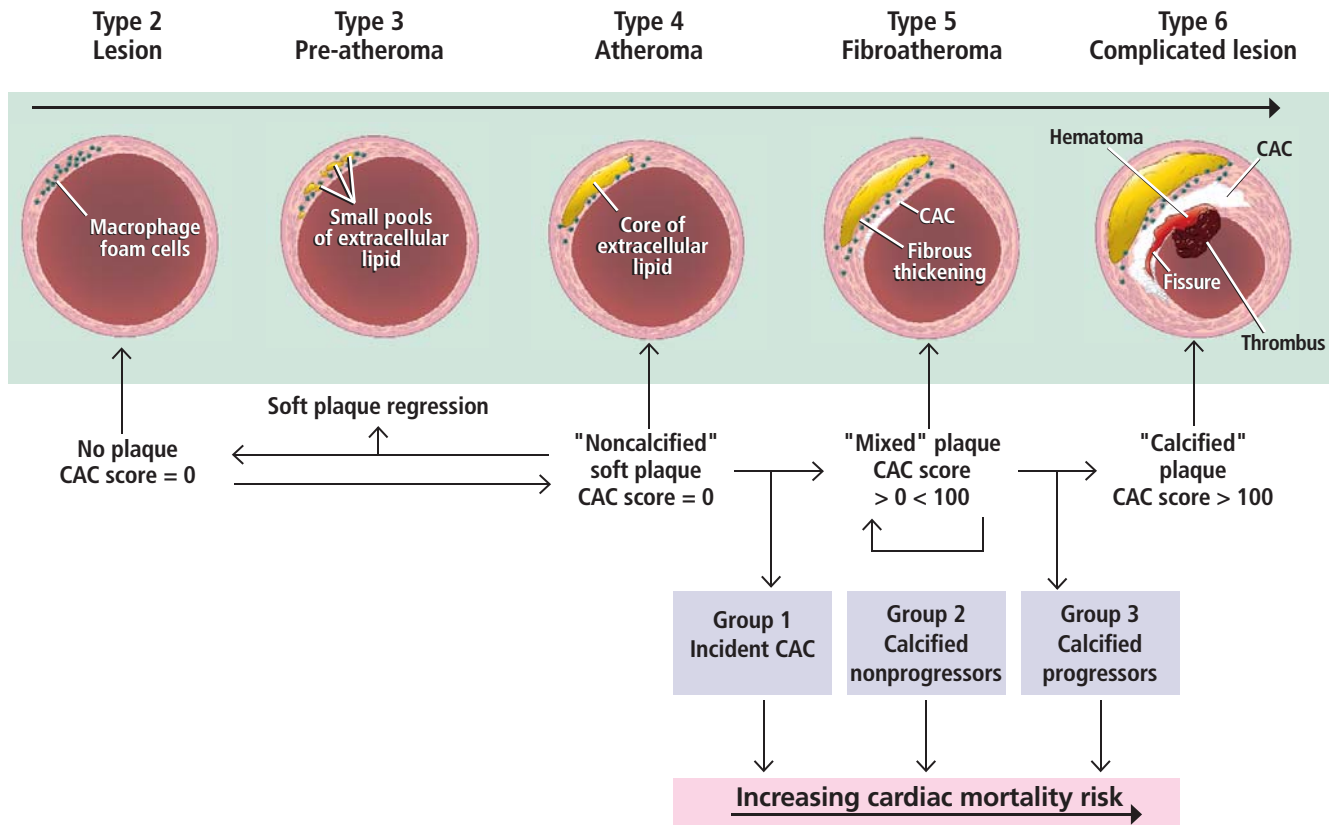 Type 2
Lesion
Type 3
Pre-atheroma
Type 4
Atheroma
Type 5
Fibroatheroma
Type 6
Complicated lesion
Macrophage
foam cells
Small pools
of extracellular
lipid
Core of
extracellular
lipid
CAC
Fibrous
thickening
Hematoma
CAC
Fissure
Thrombus
Soft plaque regression
No plaque
CAC score = 0
"Noncalcified"
soft plaque
CAC score = 0
"Mixed" plaque
CAC score
> 0 < 100
"Calcified"
plaque
CAC score > 100
Group 1
Incident CAC
Group 2
Calcified
nonprogressors
Group 3
Calcified
progressors
Increasing cardiac mortality risk